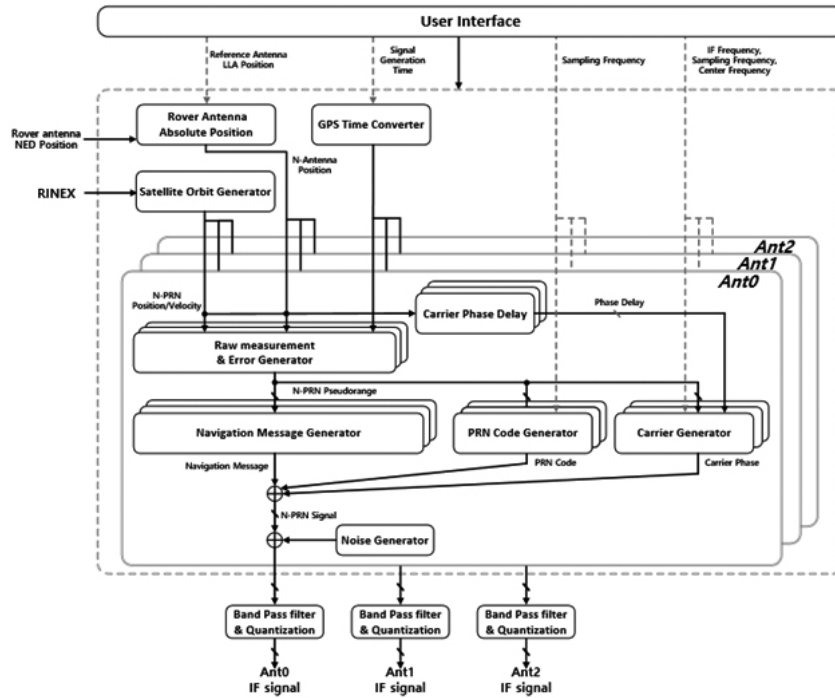 User Interface
Reference Antenna
LLA Position
Signal
Generation
Time
Sampling Frequency
IF Frequency,
Sampling Frequency,
Center Frequency
Rover antenna
NED Position
Rover Antenna
Absolute Position
GPS Time Converter
N-Antenna
Position
RINEX
Satellite Orbit Generator
Ant2
Ant1
Ant0
N-PRN
Position/Velocity
Carrier Phase Delay
Phase Delay
Raw measurement
& Error Generator
N-PRN Pseudorange
Navigation Message Generator
PRN Code Generator
Carrier Generator
Navigation Message
PRN Code
Carrier Phase
N-PRN Signal
Noise Generator
Band Pass filter
& Quantization
Band Pass filter
& Quantization
Band Pass filter
& Quantization
Ant0
IF signal
Ant1
IF signal
Ant2
IF signal